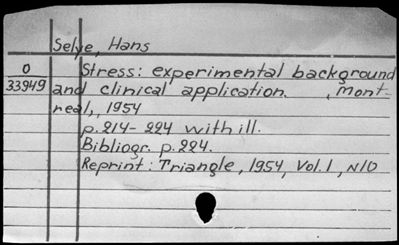 Selye, Hans
O Stress: experimental background
33949 and clinical application. , Mont-
real, 1954
p. 214-224 with ill.
Bibliogr. p. 224.
Reprint: Triangle, 1954, Vol. 1, N10